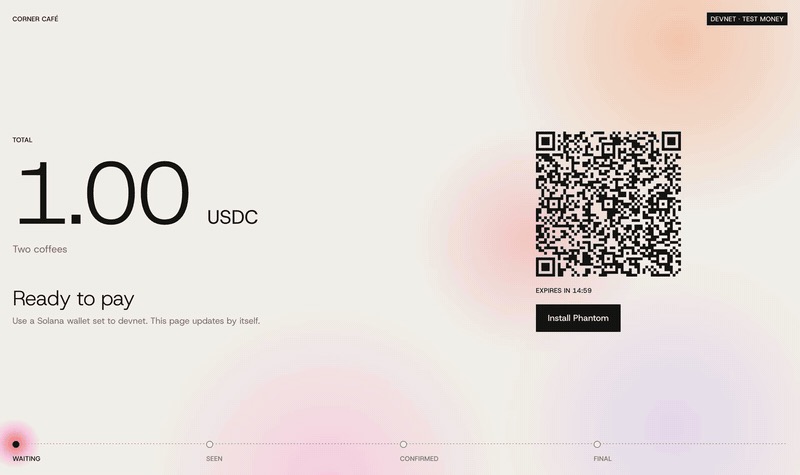 CORNER CAFÉ
DEVNET · TEST MONEY
TOTAL
1.00 USDC
Two coffees
Ready to pay
Use a Solana wallet set to devnet. This page updates by itself.
EXPIRES IN 14:59
Install Phantom
WAITING
SEEN
CONFIRMED
FINAL